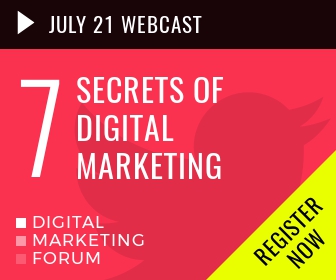 JULY 21 WEBCAST
7
SECRETS OF
DIGITAL
MARKETING
DIGITAL
MARKETING
FORUM
REGISTER
NOW